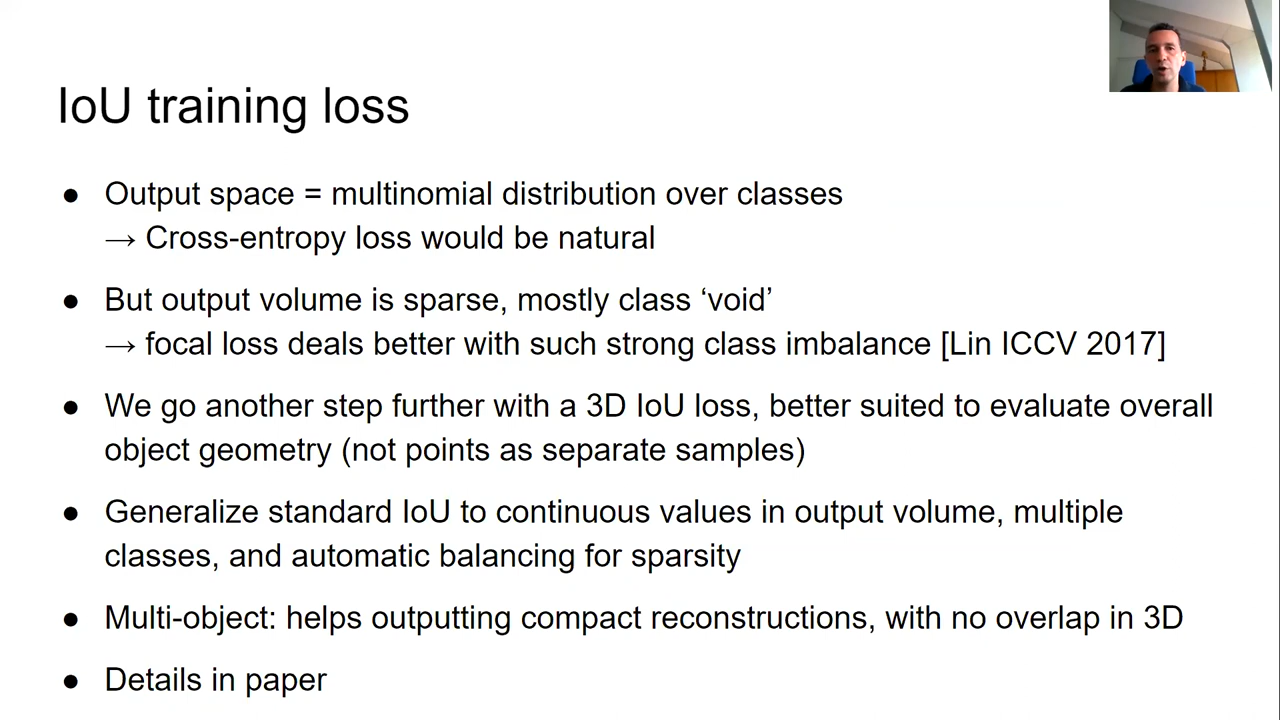 IoU training loss
● Output space = multinomial distribution over classes
→ Cross-entropy loss would be natural
● But output volume is sparse, mostly class ‘void’
→ focal loss deals better with such strong class imbalance [Lin ICCV 2017]
● We go another step further with a 3D IoU loss, better suited to evaluate overall
object geometry (not points as separate samples)
● Generalize standard IoU to continuous values in output volume, multiple
classes, and automatic balancing for sparsity
● Multi-object: helps outputting compact reconstructions, with no overlap in 3D
● Details in paper